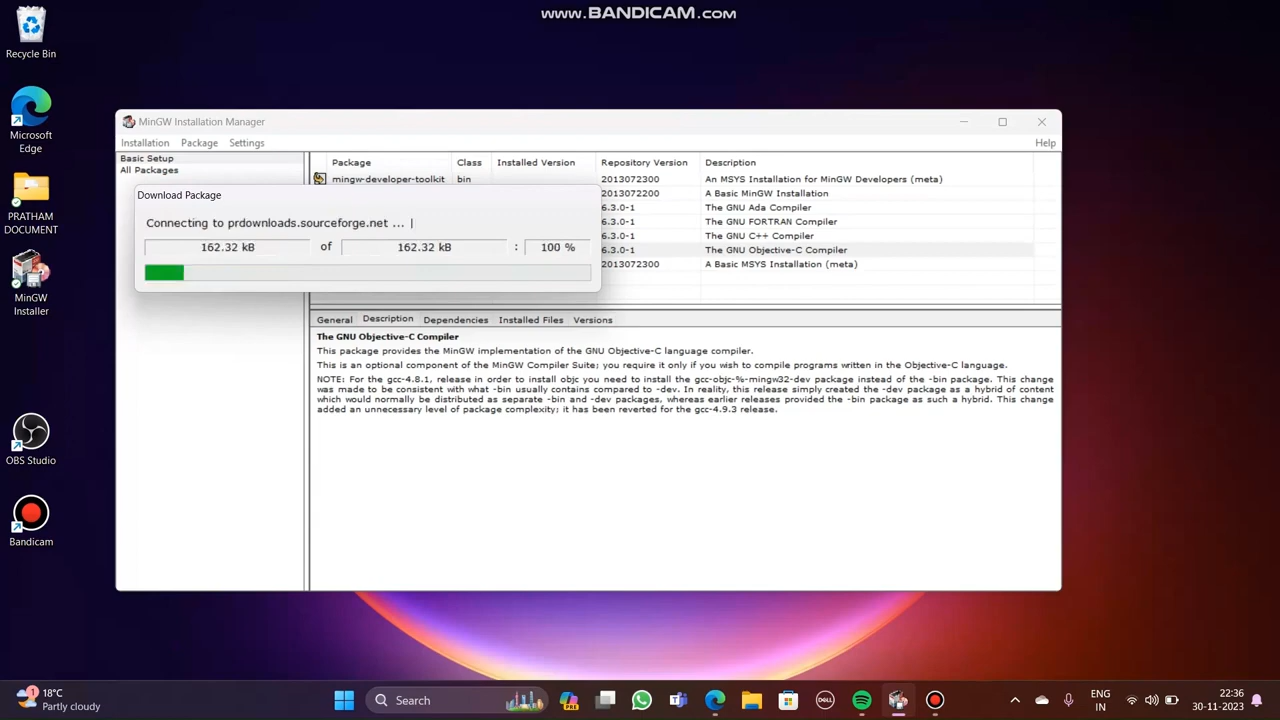 www.BANDICAM.com
Recycle Bin
Microsoft
Edge
PRATHAM
DOCUMENT
MinGW
Installer
OBS Studio
Bandicam
MinGW Installation Manager
Installation Package Settings Help
Basic Setup
All Packages
Package Class Installed Version Repository Version Description
mingw-developer-toolkit bin 2013072300 An MSYS Installation for MinGW Developers (meta)
2013072200 A Basic MinGW Installation
6.3.0-1 The GNU Ada Compiler
6.3.0-1 The GNU FORTRAN Compiler
6.3.0-1 The GNU C++ Compiler
6.3.0-1 The GNU Objective-C Compiler
2013072300 A Basic MSYS Installation (meta)
Download Package
Connecting to prdownloads.sourceforge.net ... |
162.32 kB of 162.32 kB : 100 %
General Description Dependencies Installed Files Versions
The GNU Objective-C Compiler
This package provides the MinGW implementation of the GNU Objective-C language compiler.
This is an optional component of the MinGW Compiler Suite; you require it only if you wish to compile programs written in the Objective-C language.
NOTE: For the gcc-4.8.1, release in order to install objc you need to install the gcc-objc-%-mingw32-dev package instead of the -bin package. This change
was made to be consistent with what -bin usually contains compared to -dev. In reality, this release simply created the -dev package as a hybrid of content
which would normally be distributed as separate -bin and -dev packages, whereas earlier releases provided the -bin package as such a hybrid. This change
added an unnecessary level of package complexity; it has been reverted for the gcc-4.9.3 release.
1
18°C
Partly cloudy
Search
PRE
DELL
ENG
IN
22:36
30-11-2023